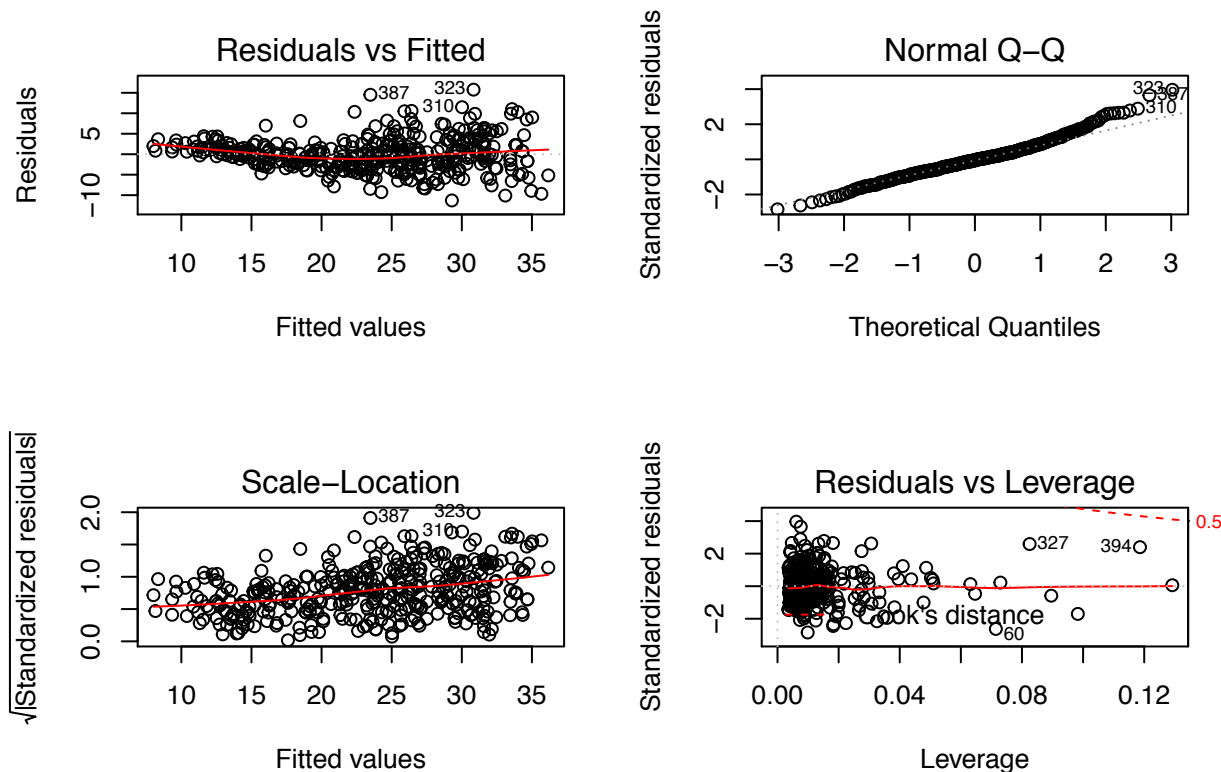 Residuals vs Fitted
Residuals
5
−10
387
323
310
10 15 20 25 30 35
Fitted values
Normal Q−Q
Standardized residuals
2
−2
323
387
310
−3 −2 −1 0 1 2 3
Theoretical Quantiles
Scale−Location
√|Standardized residuals|
2.0
1.0
0.0
387
323
310
10 15 20 25 30 35
Fitted values
Residuals vs Leverage
Standardized residuals
2
−2
0.5
327
394
ook's distance
60
0.00 0.04 0.08 0.12
Leverage